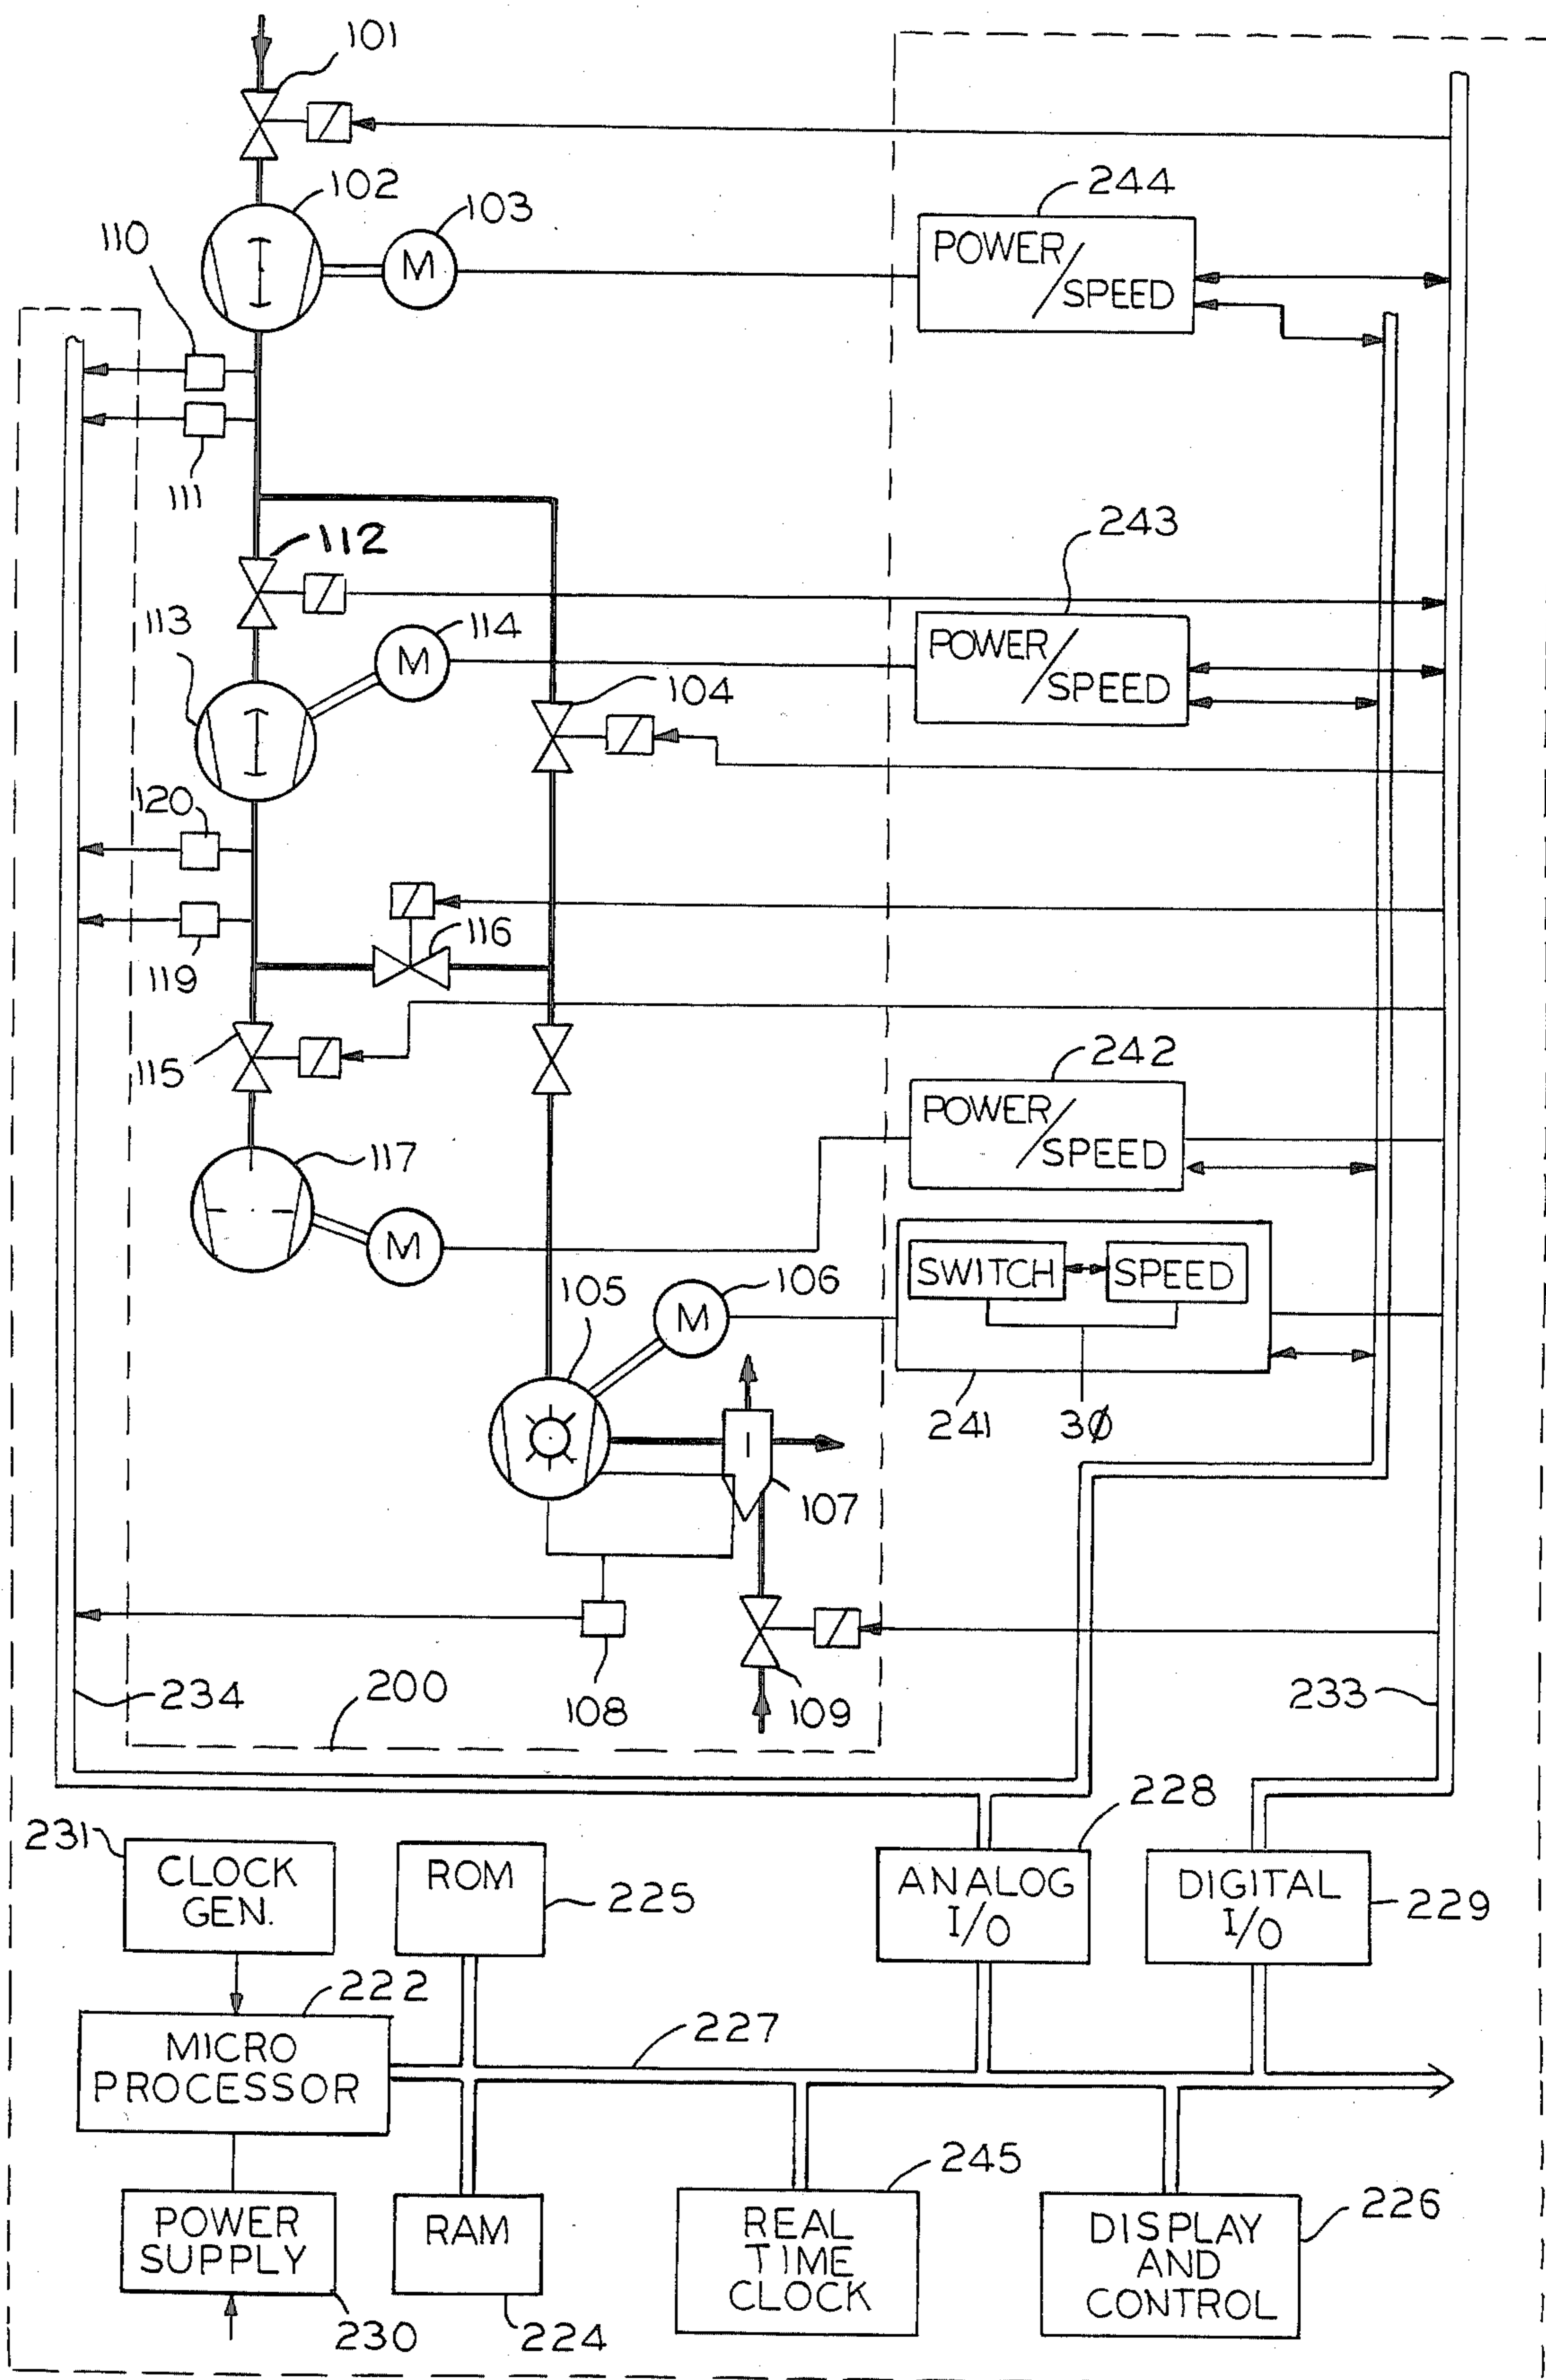 101
102
103
M
110
244
POWER
/SPEED
111
112
243
113
114
M
POWER
/SPEED
104
120
116
119
115
242
POWER
/SPEED
117
M
105
106
M
SWITCH
SPEED
241
3Ø
I
107
108
109
234
200
233
228
231
CLOCK
GEN.
ROM
225
ANALOG
I/O
DIGITAL
I/O
229
222
MICRO
PROCESSOR
227
245
POWER
SUPPLY
RAM
REAL
TIME
CLOCK
DISPLAY
AND
CONTROL
226
230
224